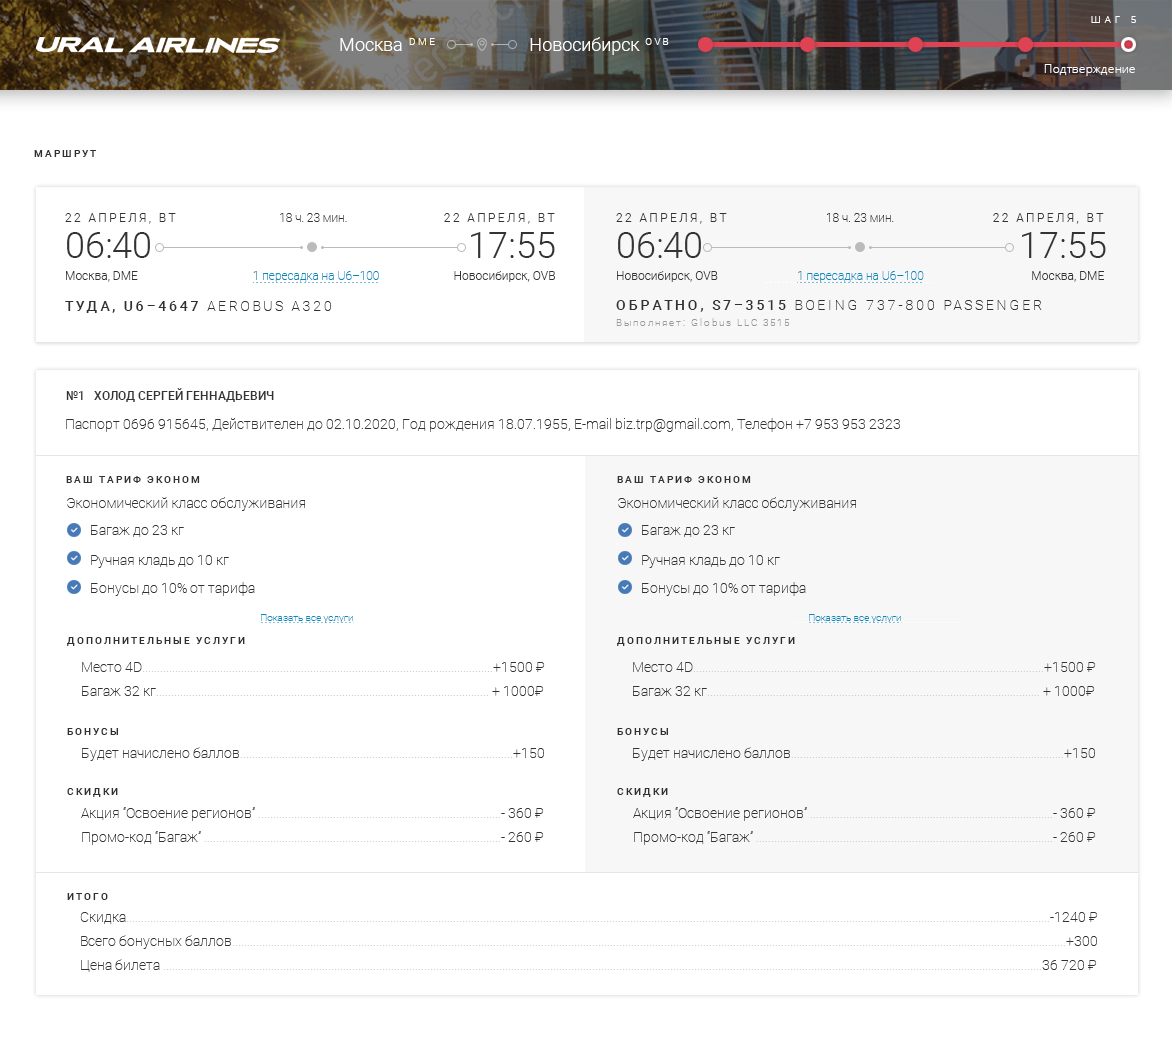 ШАГ 5
URAL AIRLINES
Москва DME Новосибирск OVB
Подтверждение
МАРШРУТ
22 АПРЕЛЯ, ВТ 18 ч. 23 мин. 22 АПРЕЛЯ, ВТ
06:40 17:55
Москва, DME 1 пересадка на U6–100 Новосибирск, OVB
ТУДА, U6–4647 AEROBUS A320
22 АПРЕЛЯ, ВТ 18 ч. 23 мин. 22 АПРЕЛЯ, ВТ
06:40 17:55
Новосибирск, OVB 1 пересадка на U6–100 Москва, DME
ОБРАТНО, S7–3515 BOEING 737-800 PASSENGER
Выполняет: Globus LLC 3515
№1 ХОЛОД СЕРГЕЙ ГЕННАДЬЕВИЧ
Паспорт 0696 915645, Действителен до 02.10.2020, Год рождения 18.07.1955, E-mail biz.trp@gmail.com, Телефон +7 953 953 2323
ВАШ ТАРИФ ЭКОНОМ
Экономический класс обслуживания
Багаж до 23 кг
Ручная кладь до 10 кг
Бонусы до 10% от тарифа
Показать все услуги
ДОПОЛНИТЕЛЬНЫЕ УСЛУГИ
Место 4D +1500 ₽
Багаж 32 кг + 1000₽
БОНУСЫ
Будет начислено баллов +150
СКИДКИ
Акция "Освоение регионов" - 360 ₽
Промо-код "Багаж" - 260 ₽
ВАШ ТАРИФ ЭКОНОМ
Экономический класс обслуживания
Багаж до 23 кг
Ручная кладь до 10 кг
Бонусы до 10% от тарифа
Показать все услуги
ДОПОЛНИТЕЛЬНЫЕ УСЛУГИ
Место 4D +1500 ₽
Багаж 32 кг + 1000₽
БОНУСЫ
Будет начислено баллов +150
СКИДКИ
Акция "Освоение регионов" - 360 ₽
Промо-код "Багаж" - 260 ₽
ИТОГО
Скидка -1240 ₽
Всего бонусных баллов +300
Цена билета 36 720 ₽